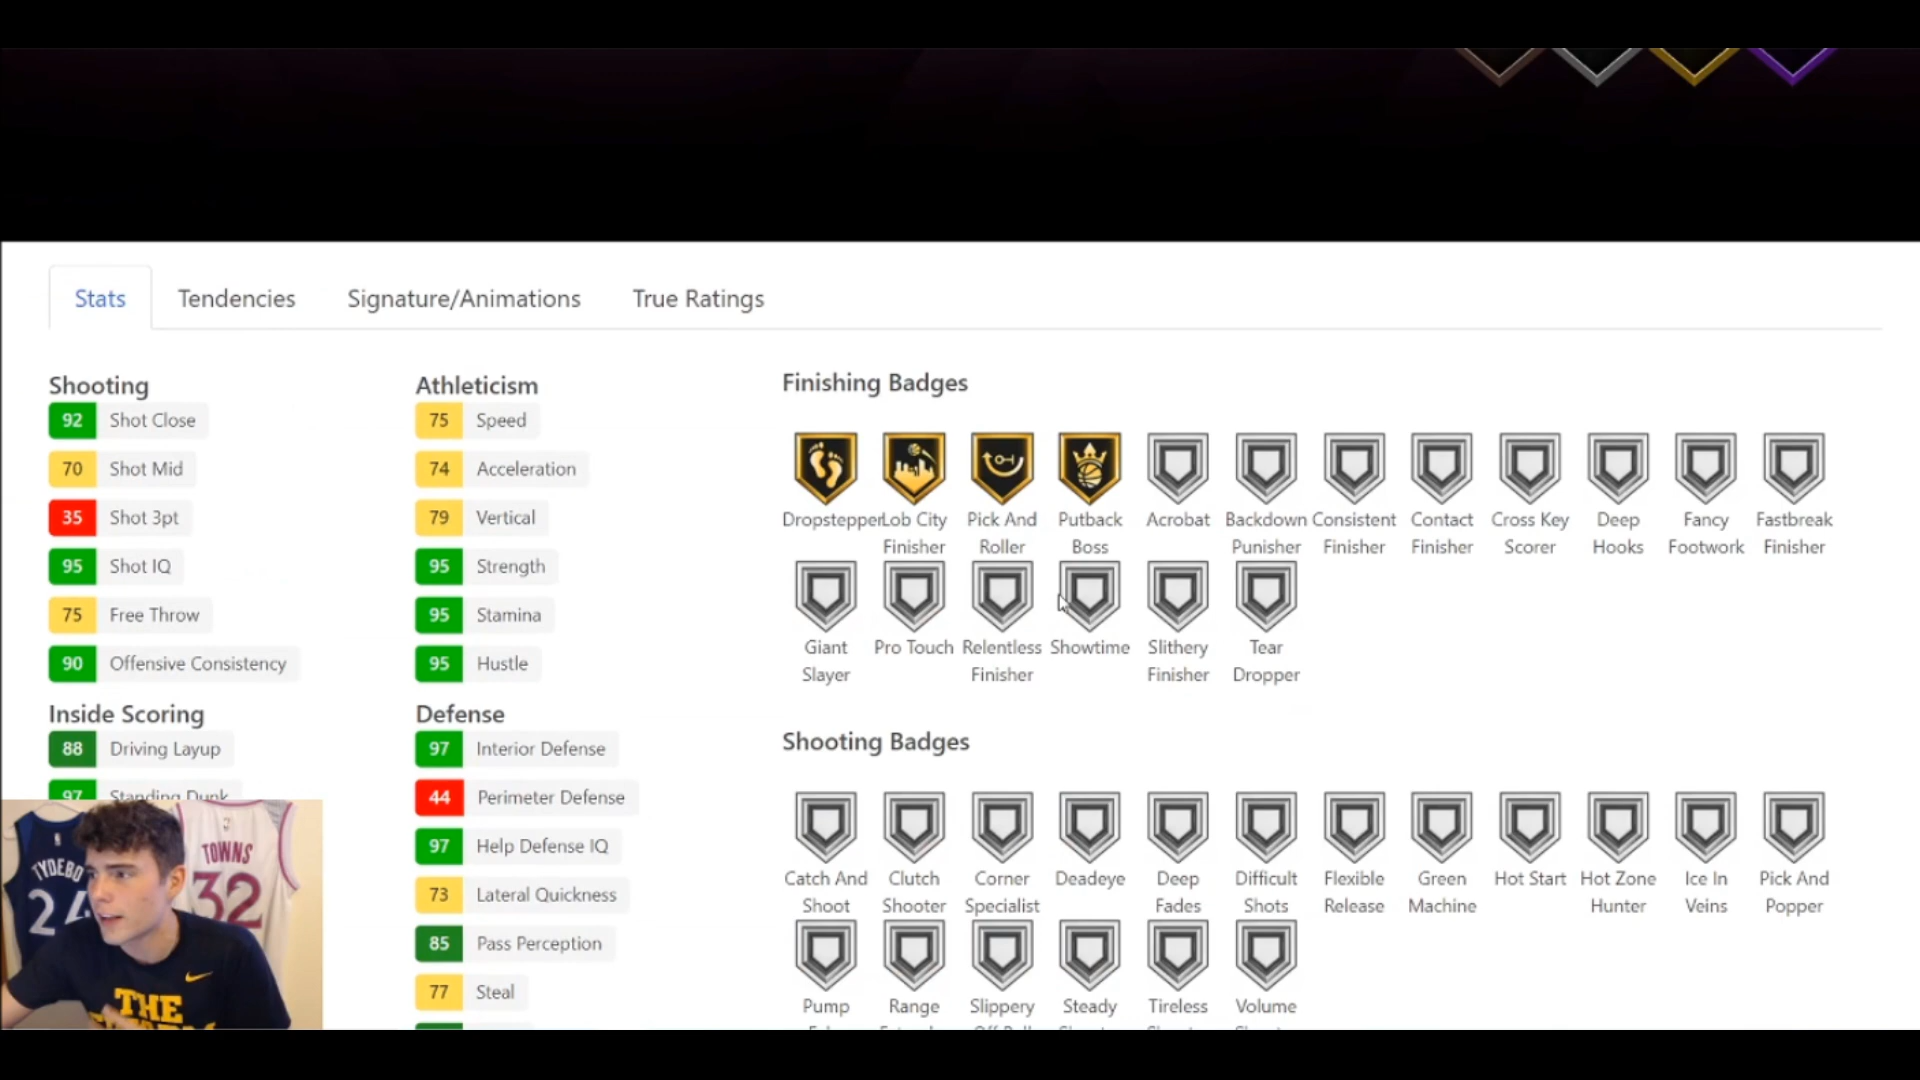 Stats
Tendencies
Signature/Animations
True Ratings
Shooting
92 Shot Close
70 Shot Mid
35 Shot 3pt
95 Shot IQ
75 Free Throw
90 Offensive Consistency
Inside Scoring
88 Driving Layup
97 Standing Dunk
Athleticism
75 Speed
74 Acceleration
79 Vertical
95 Strength
95 Stamina
95 Hustle
Defense
97 Interior Defense
44 Perimeter Defense
97 Help Defense IQ
73 Lateral Quickness
85 Pass Perception
77 Steal
Finishing Badges
Dropstepper Lob City Pick And Putback Acrobat Backdown Consistent Contact Cross Key Deep Fancy Fastbreak
Finisher Roller Boss Punisher Finisher Finisher Scorer Hooks Footwork Finisher
Giant Pro Touch Relentless Showtime Slithery Tear
Slayer Finisher Finisher Dropper
Shooting Badges
Catch And Clutch Corner Deadeye Deep Difficult Flexible Green Hot Start Hot Zone Ice In Pick And
Shoot Shooter Specialist Fades Shots Release Machine Hunter Veins Popper
Pump Range Slippery Steady Tireless Volume
TOWNS
32
24
THE